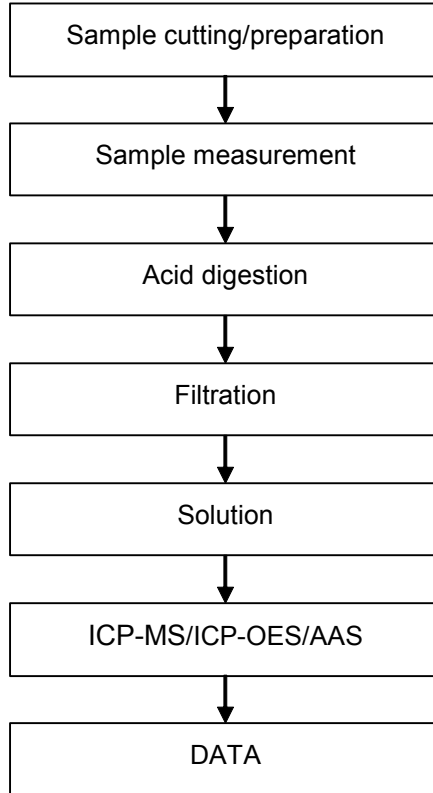 Sample cutting/preparation
Sample measurement
Acid digestion
Filtration
Solution
ICP-MS/ICP-OES/AAS
DATA